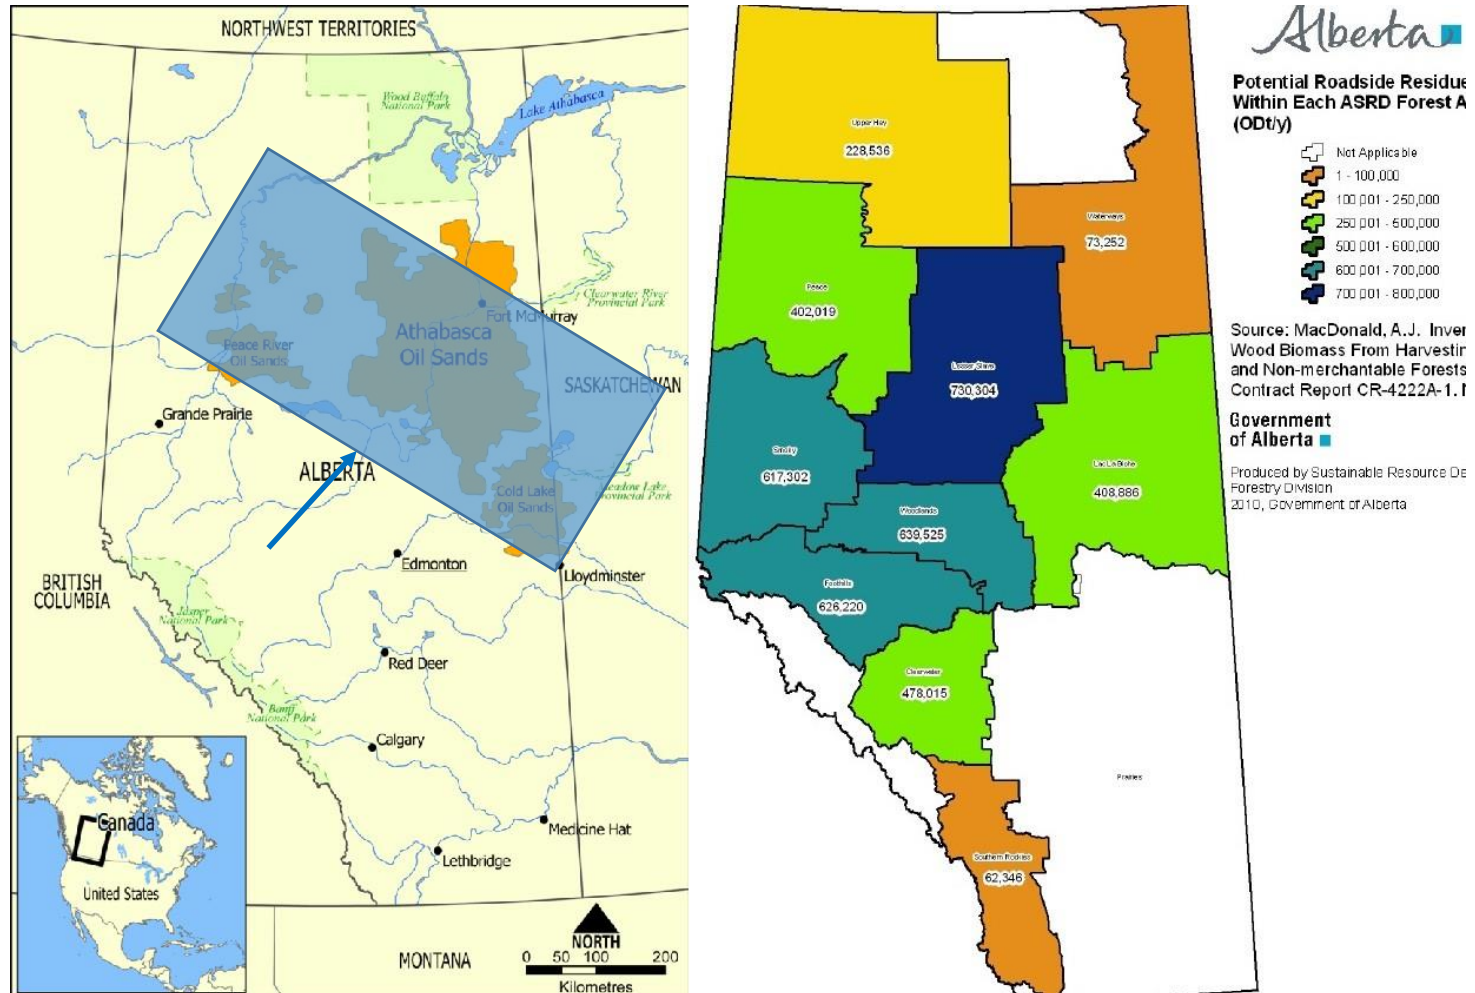 NORTHWEST TERRITORIES
Wood Buffalo
National Park
Lake Athabasca
Clearwater River
Provincial Park
Fort McMurray
Athabasca
Oil Sands
Peace River
Oil Sands
SASKATCHEWAN
Grande Prairie
ALBERTA
Meadow Lake
Provincial Park
Cold Lake
Oil Sands
Edmonton
Lloydminster
BRITISH
COLUMBIA
Jasper
National Park
Red Deer
Banff
National Park
Calgary
Medicine Hat
Lethbridge
Canada
United States
MONTANA
NORTH
0 50 100 200
Kilometres
Upper Hay
228,536
Waterways
73,252
Peace
402,019
Lesser Slave
730,304
Smoky
617,302
Lac La Biche
408,886
Woodlands
639,525
Foothills
626,220
Clearwater
478,015
Prairies
Southern Rockies
62,346
Alberta
Potential Roadside Residue
Within Each ASRD Forest A
(ODt/y)
Not Applicable
1 - 100,000
100 001 - 250,000
250 001 - 500,000
500 001 - 600,000
600 001 - 700,000
700 001 - 800,000
Source: MacDonald, A.J. Inver
Wood Biomass From Harvestin
and Non-merchantable Forests
Contract Report CR-4222A-1. N
Government
of Alberta
Produced by Sustainable Resource De
Forestry Division
2010, Government of Alberta